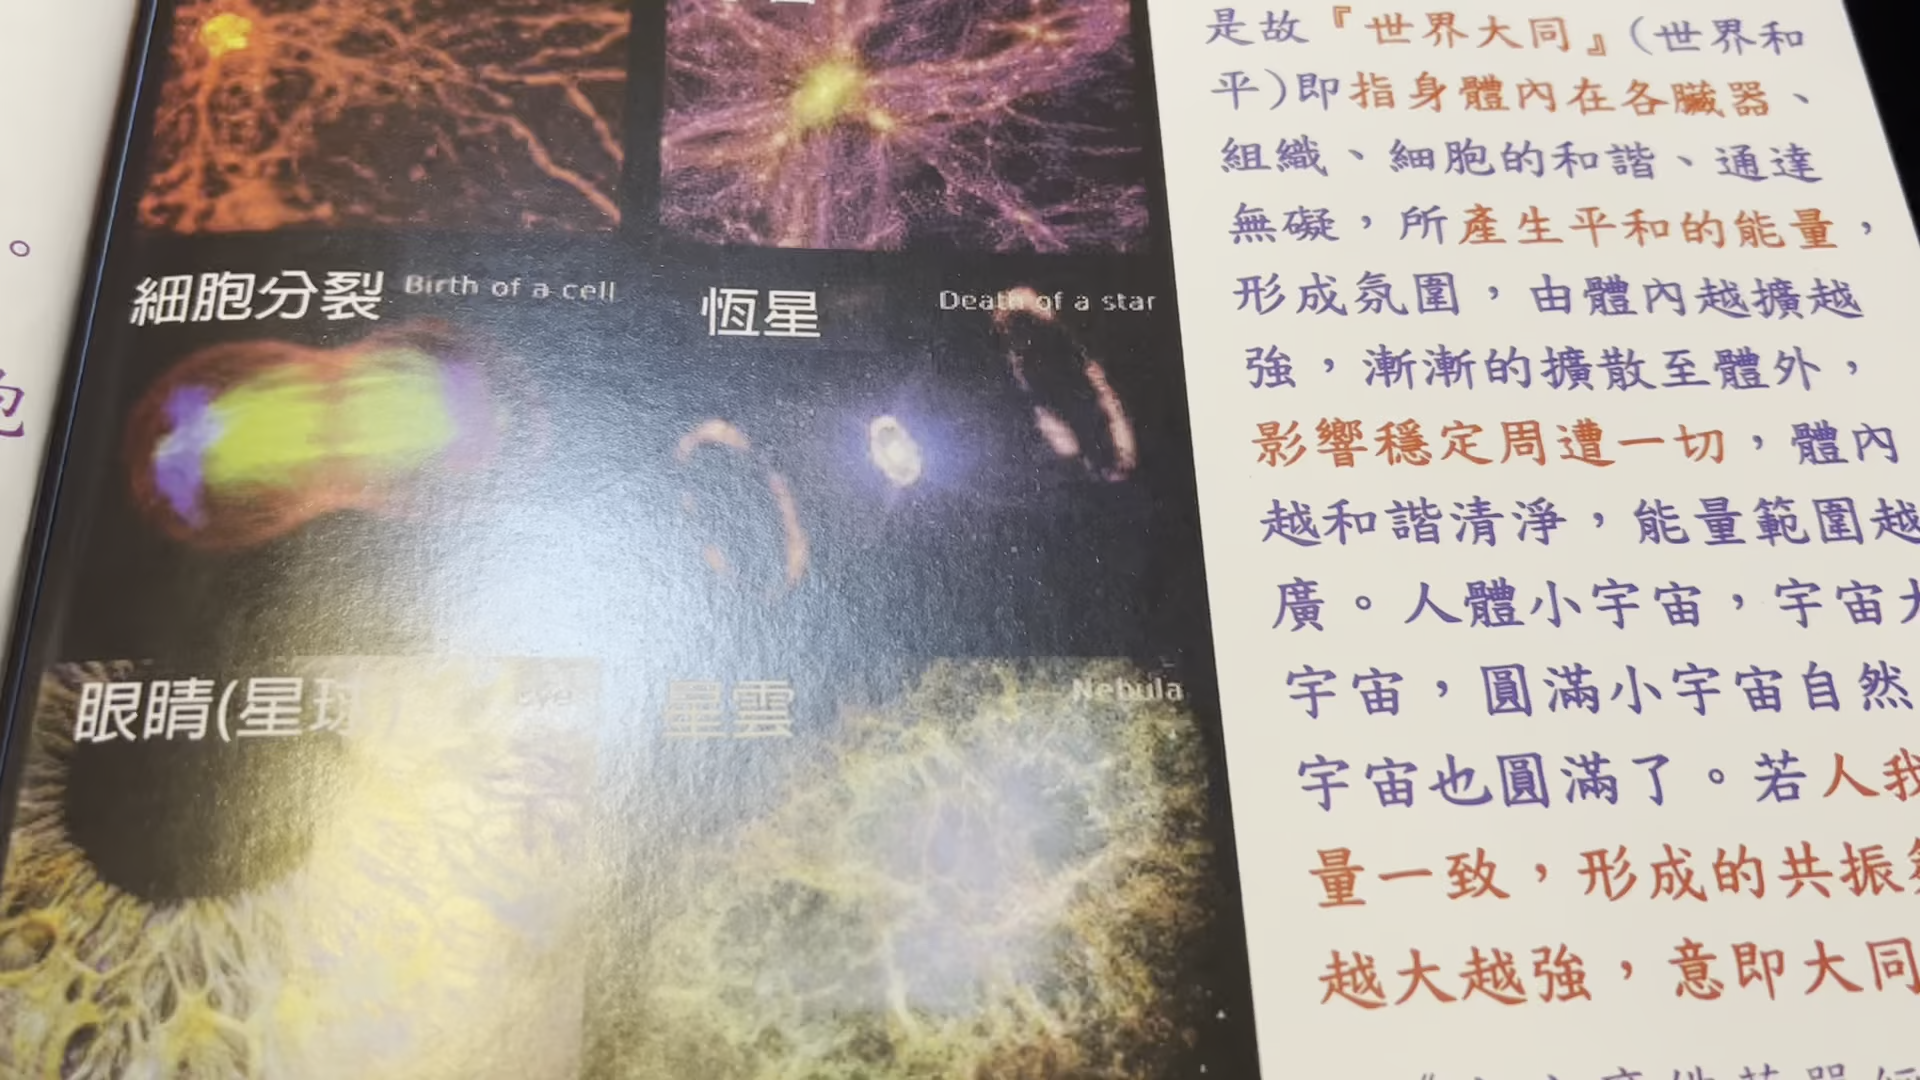 細胞分裂 Birth of a cell
恆星 Death of a star
眼睛(星球) eye
星雲 Nebula
是故『世界大同』(世界和
平)即指身體內在各臟器、
組織、細胞的和諧、通達
無礙，所產生平和的能量，
形成氛圍，由體內越擴越
強，漸漸的擴散至體外，
影響穩定周遭一切，體內
越和諧清淨，能量範圍越
廣。人體小宇宙，宇宙大
宇宙，圓滿小宇宙自然
宇宙也圓滿了。若人我
量一致，形成的共振氛
越大越強，意即大同